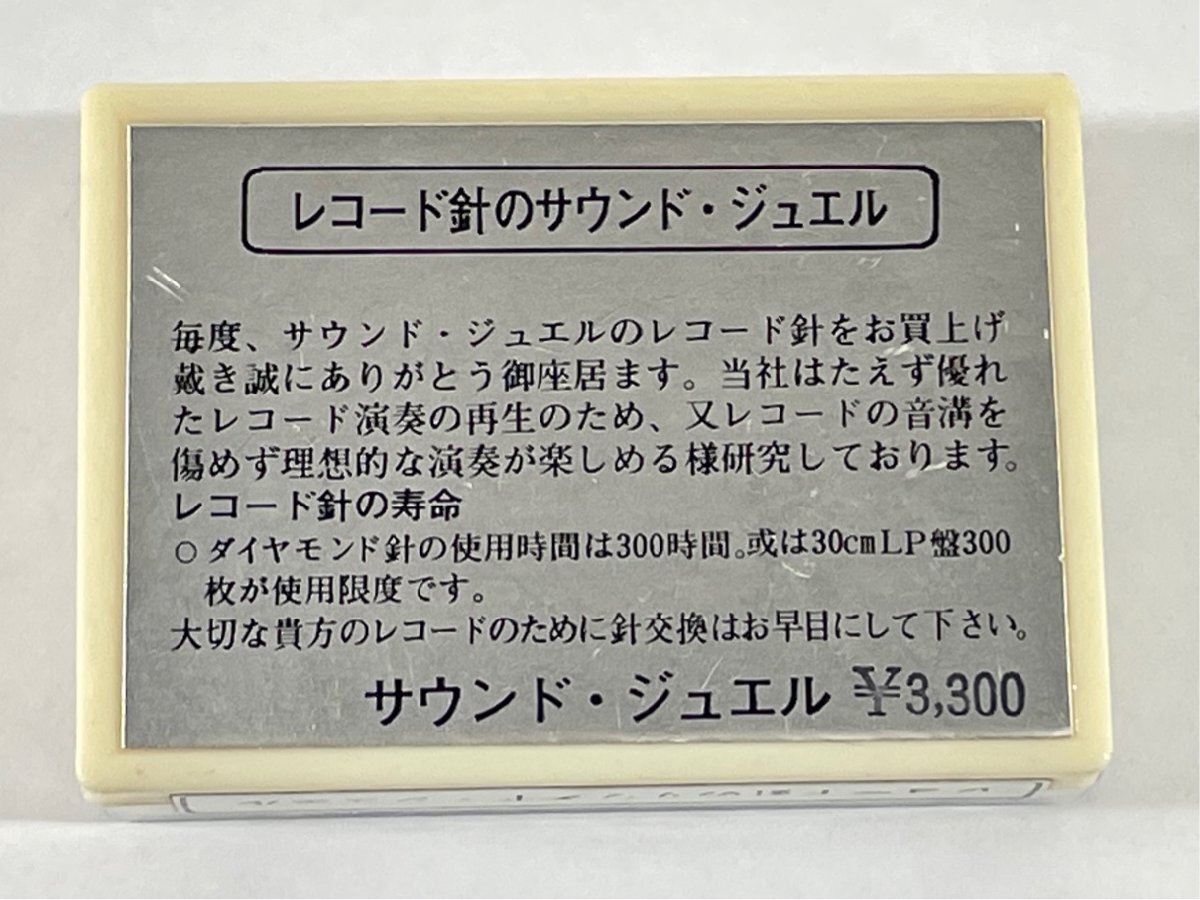 レコード針のサウンド・ジュエル
毎度、サウンド・ジュエルのレコード針をお買上げ
戴き誠にありがとう御座居ます。当社はたえず優れ
たレコード演奏の再生のため、又レコードの音溝を
傷めず理想的な演奏が楽しめる様研究しております。
レコード針の寿命
○ダイヤモンド針の使用時間は300時間。或は30cmLP盤300
枚が使用限度です。
大切な貴方のレコードのために針交換はお早目にして下さい。
サウンド・ジュエル ¥3,300